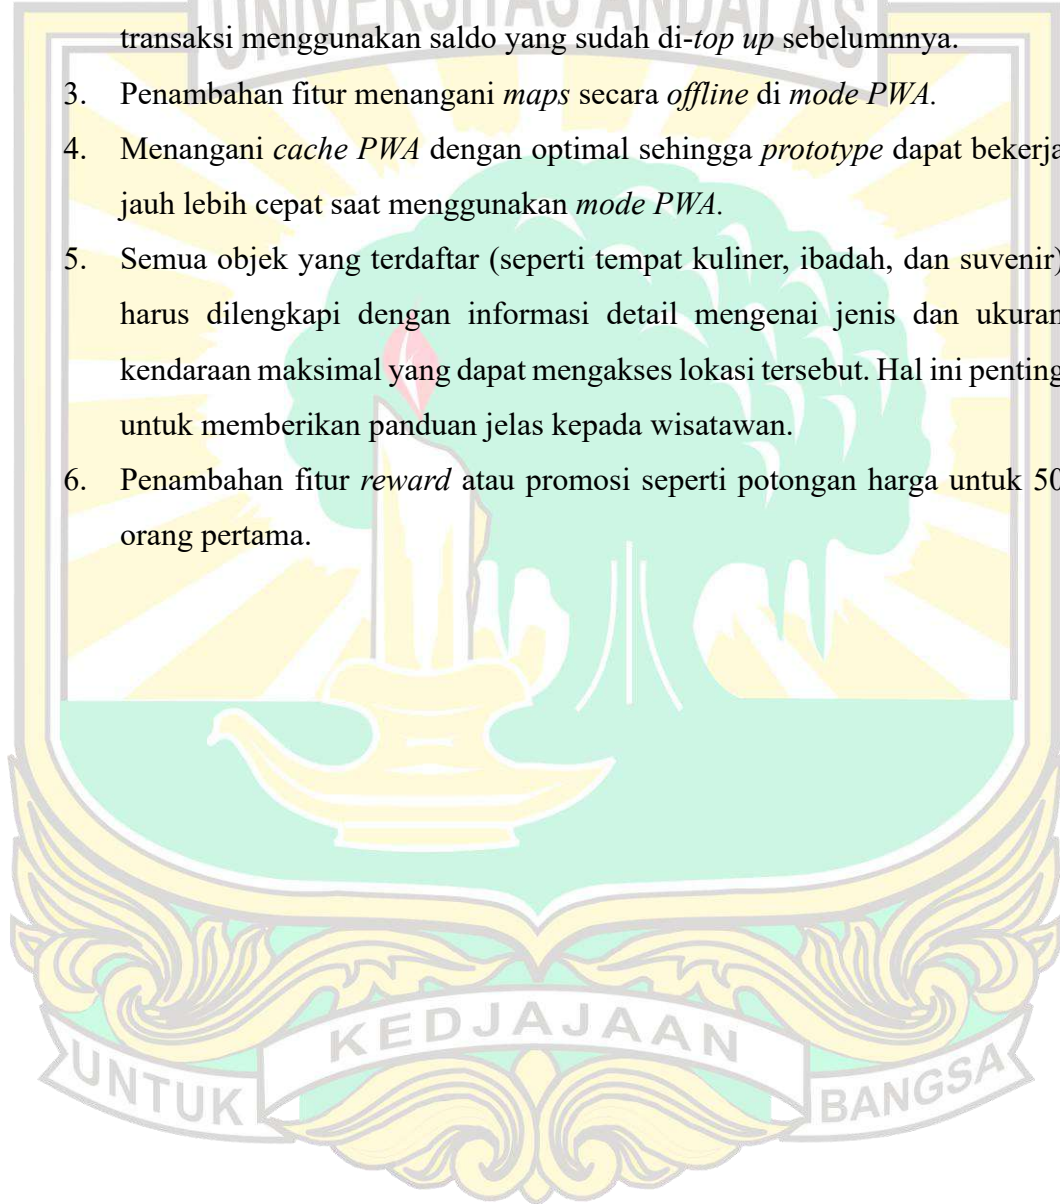 UNIVERSITAS ANDALAS
transaksi menggunakan saldo yang sudah di-top up sebelumnnya.
3. Penambahan fitur menangani maps secara offline di mode PWA.
4. Menangani cache PWA dengan optimal sehingga prototype dapat bekerja
jauh lebih cepat saat menggunakan mode PWA.
5. Semua objek yang terdaftar (seperti tempat kuliner, ibadah, dan suvenir)
harus dilengkapi dengan informasi detail mengenai jenis dan ukuran
kendaraan maksimal yang dapat mengakses lokasi tersebut. Hal ini penting
untuk memberikan panduan jelas kepada wisatawan.
6. Penambahan fitur reward atau promosi seperti potongan harga untuk 50
orang pertama.
UNTUK KEDJAJAAN BANGSA